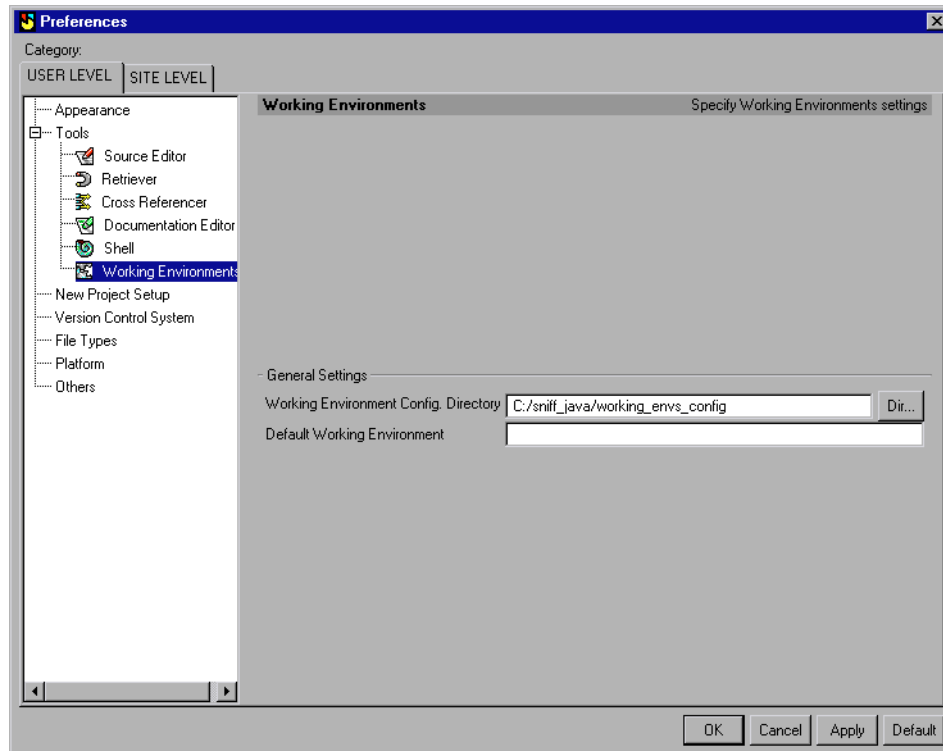 Preferences
Category:
USER LEVEL SITE LEVEL
Appearance
Tools
Source Editor
Retriever
Cross Referencer
Documentation Editor
Shell
Working Environments
New Project Setup
Version Control System
File Types
Platform
Others
Working Environments Specify Working Environments settings
General Settings
Working Environment Config. Directory C:/sniff_java/working_envs_config Dir...
Default Working Environment
OK Cancel Apply Default